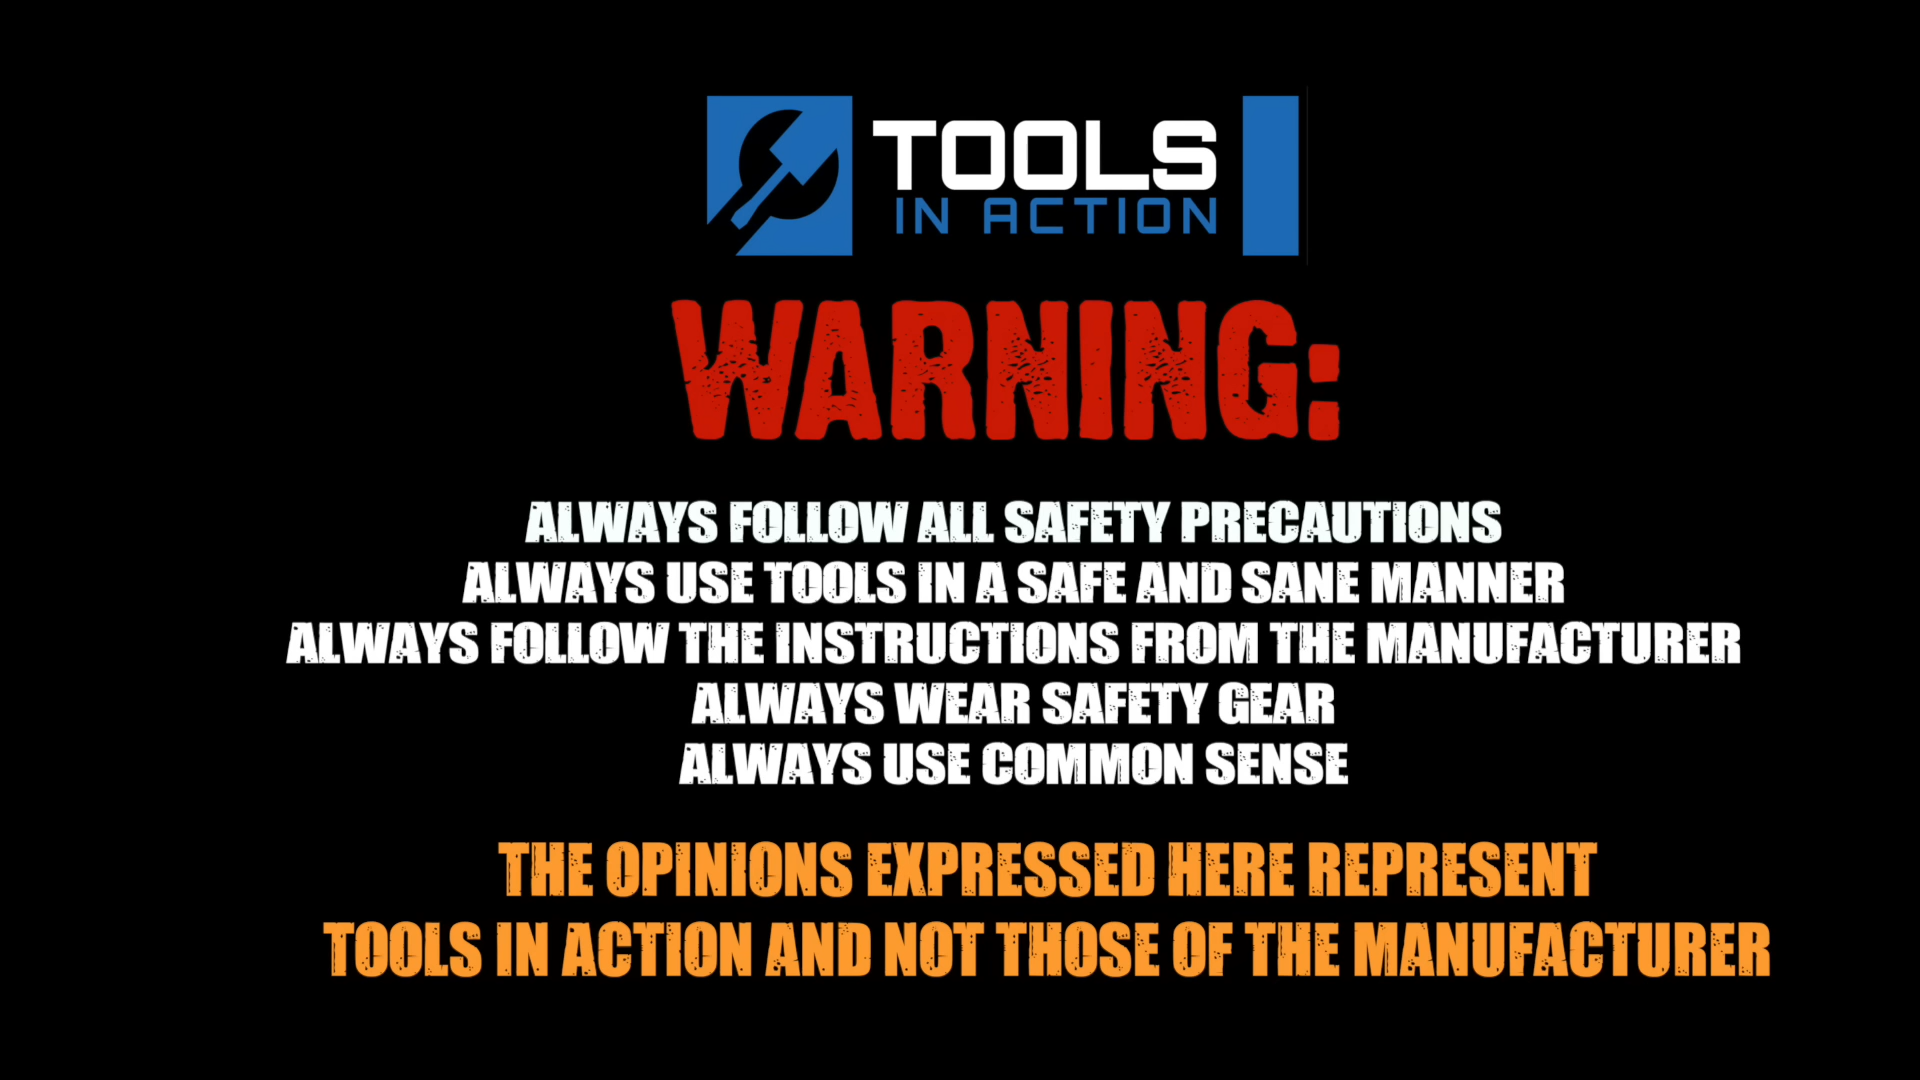 TOOLS
IN ACTION
WARNING:
ALWAYS FOLLOW ALL SAFETY PRECAUTIONS
ALWAYS USE TOOLS IN A SAFE AND SANE MANNER
ALWAYS FOLLOW THE INSTRUCTIONS FROM THE MANUFACTURER
ALWAYS WEAR SAFETY GEAR
ALWAYS USE COMMON SENSE
THE OPINIONS EXPRESSED HERE REPRESENT
TOOLS IN ACTION AND NOT THOSE OF THE MANUFACTURER